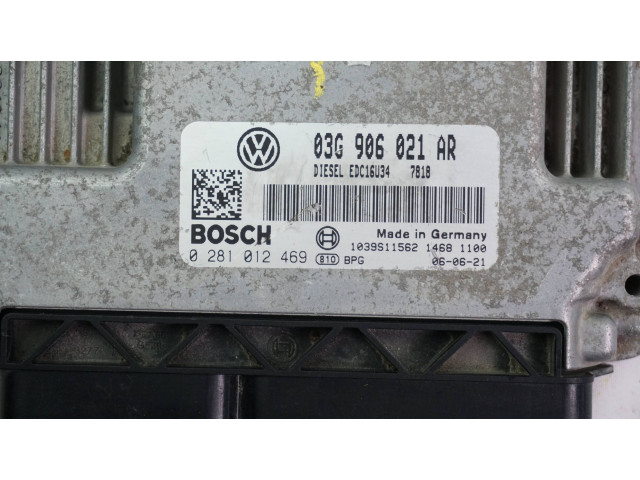 03G 906 021 AR
DIESEL EDC16U34 7818
BOSCH
Made in Germany
1039S11562 1468 1100
0 281 012 469 810 BPG 06-06-21